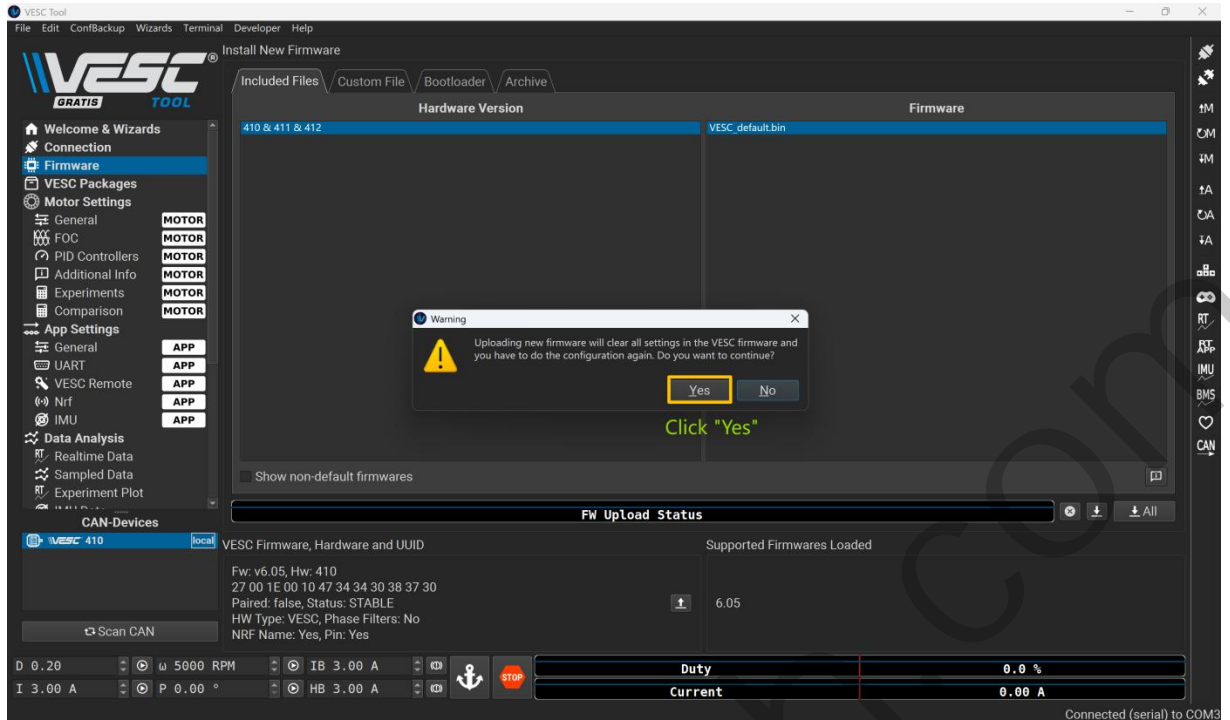 VESC Tool
File Edit ConfBackup Wizards Terminal Developer Help
VESC®
GRATIS TOOL
Install New Firmware
Included Files Custom File Bootloader Archive
Hardware Version Firmware
410 & 411 & 412 VESC_default.bin
Welcome & Wizards
Connection
Firmware
VESC Packages
Motor Settings
General MOTOR
FOC MOTOR
PID Controllers MOTOR
Additional Info MOTOR
Experiments MOTOR
Comparison MOTOR
App Settings
General APP
UART APP
VESC Remote APP
Nrf APP
IMU APP
Data Analysis
RT Realtime Data
Sampled Data
RT Experiment Plot
Warning
Uploading new firmware will clear all settings in the VESC firmware and
you have to do the configuration again. Do you want to continue?
Yes No
Click "Yes"
Show non-default firmwares
FW Upload Status
All
CAN-Devices
VESC 410 local
Scan CAN
VESC Firmware, Hardware and UUID
Fw: v6.05, Hw: 410
27 00 1E 00 10 47 34 34 30 38 37 30
Paired: false, Status: STABLE
HW Type: VESC, Phase Filters: No
NRF Name: Yes, Pin: Yes
Supported Firmwares Loaded
6.05
D 0.20 ω 5000 RPM IB 3.00 A
I 3.00 A P 0.00 ° HB 3.00 A
STOP
Duty 0.0 %
Current 0.00 A
Connected (serial) to COM3
M
M
M
A
A
A
RT
RT
APP
IMU
BMS
CAN
com